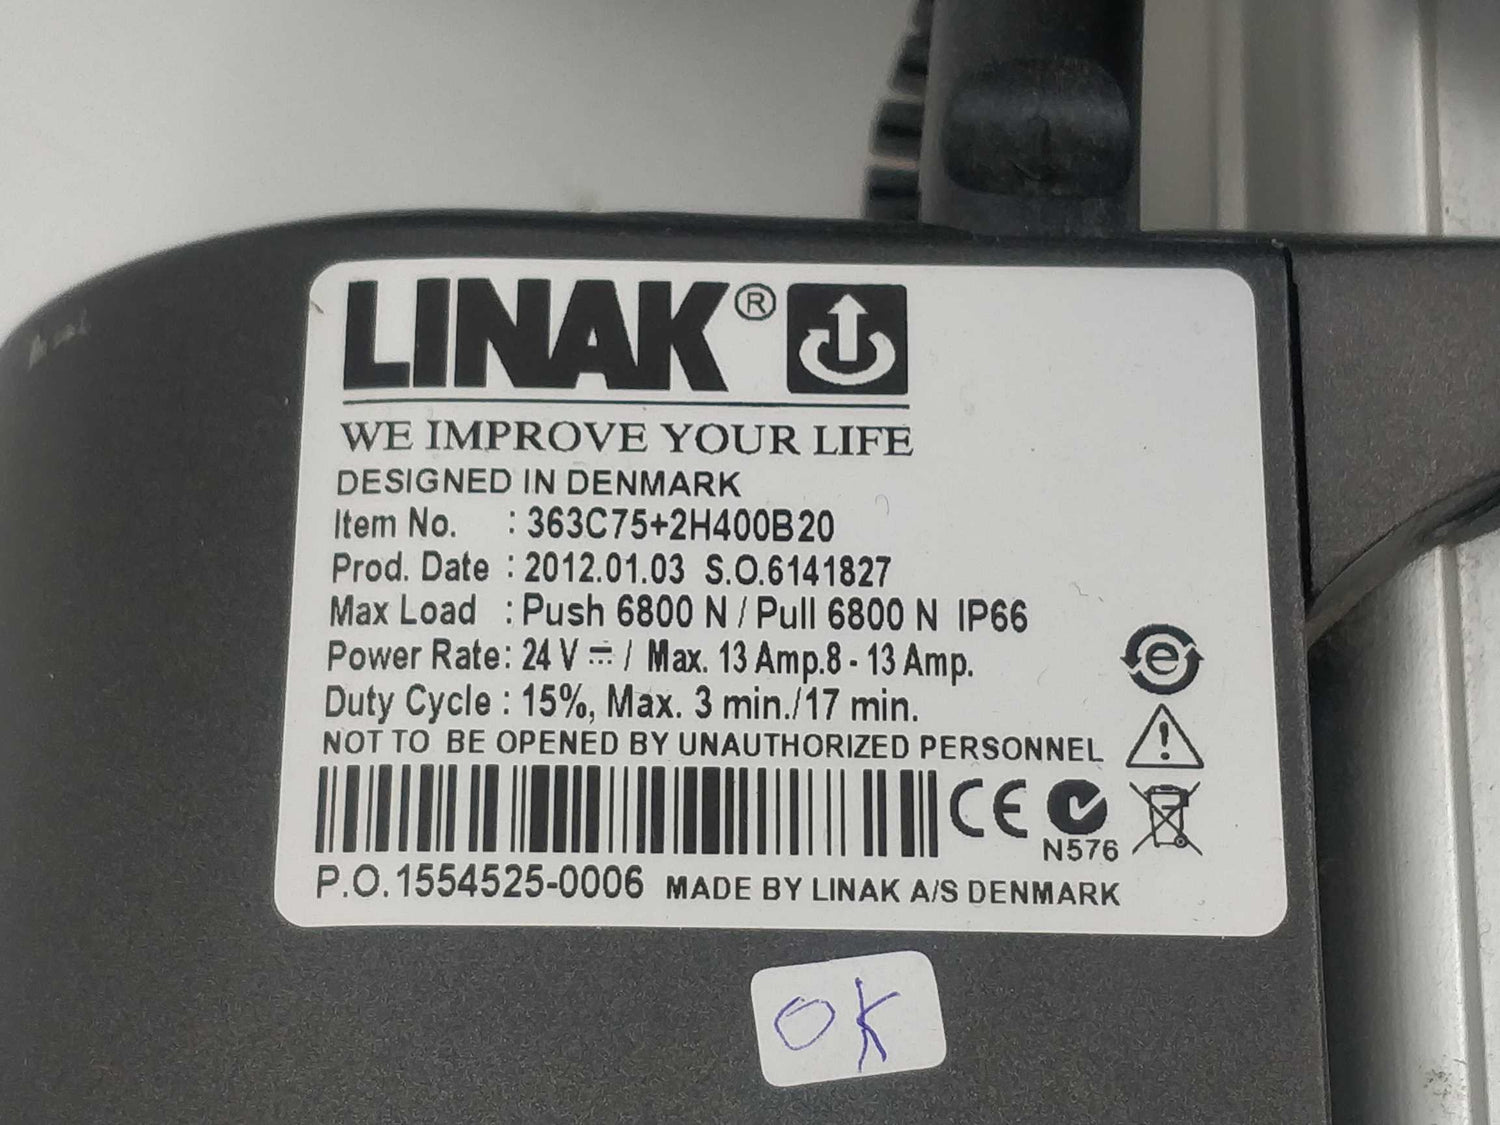 LINAK®
WE IMPROVE YOUR LIFE
DESIGNED IN DENMARK
Item No. : 363C75+2H400B20
Prod. Date : 2012.01.03 S.O.6141827
Max Load : Push 6800 N / Pull 6800 N IP66
Power Rate: 24 V ⎓ / Max. 13 Amp.8 - 13 Amp.
Duty Cycle : 15%, Max. 3 min./17 min.
NOT TO BE OPENED BY UNAUTHORIZED PERSONNEL
e
CE
N576
P.O.1554525-0006 MADE BY LINAK A/S DENMARK
OK